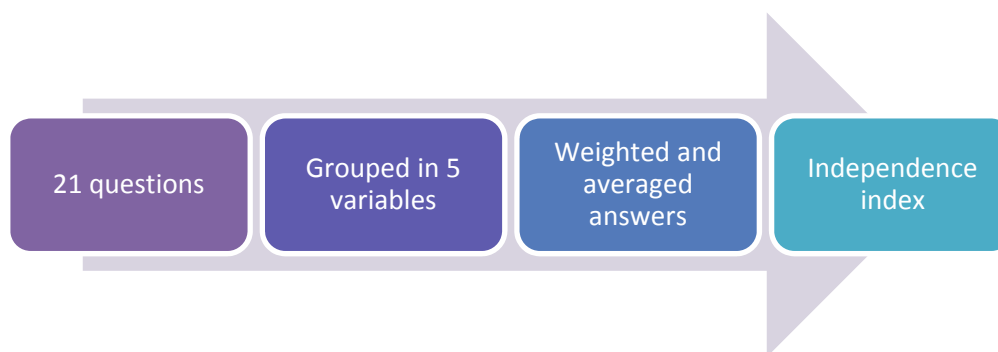 21 questions
Grouped in 5
variables
Weighted and
averaged
answers
Independence
index